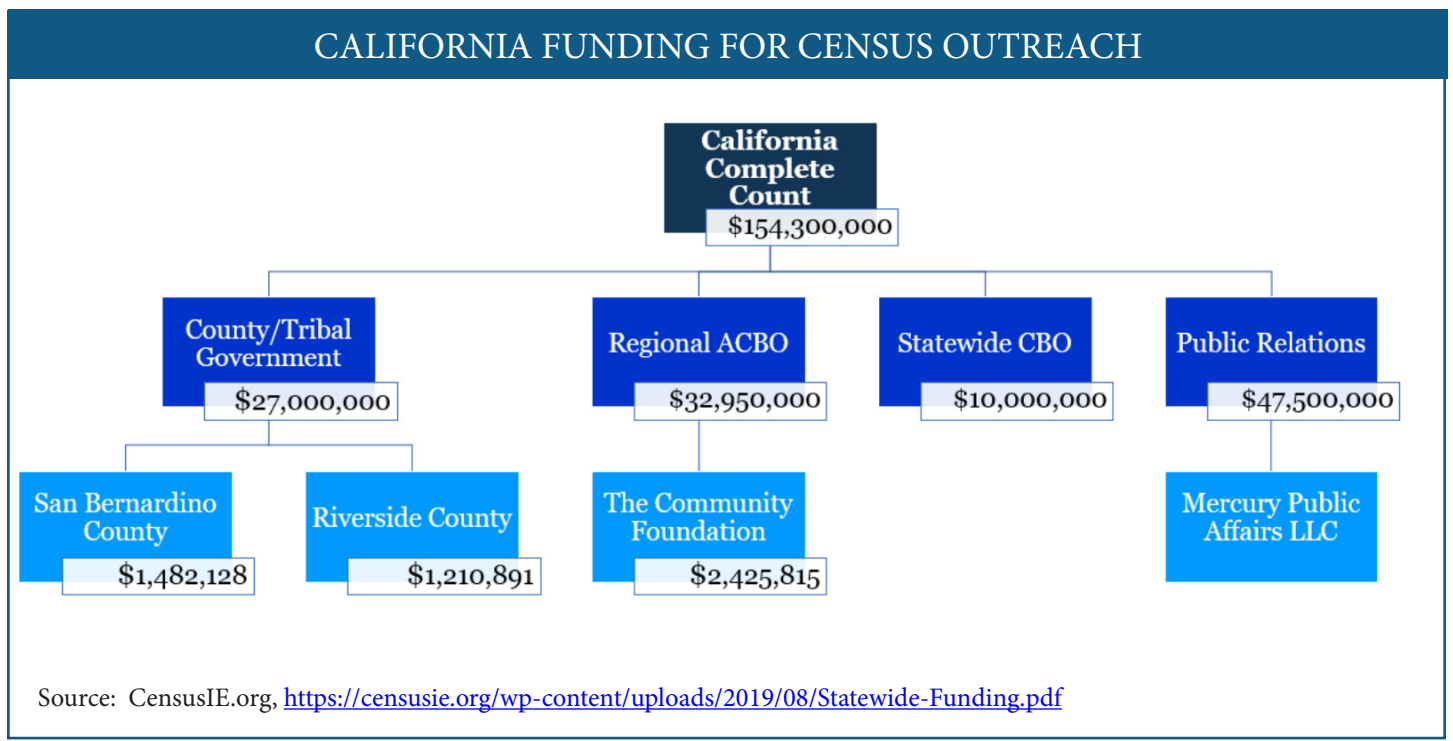 CALIFORNIA FUNDING FOR CENSUS OUTREACH
California
Complete
Count
$154,300,000
County/Tribal
Government
$27,000,000
Regional ACBO
$32,950,000
Statewide CBO
$10,000,000
Public Relations
$47,500,000
San Bernardino
County
$1,482,128
Riverside County
$1,210,891
The Community
Foundation
$2,425,815
Mercury Public
Affairs LLC
Source: CensusIE.org, https://censusie.org/wp-content/uploads/2019/08/Statewide-Funding.pdf